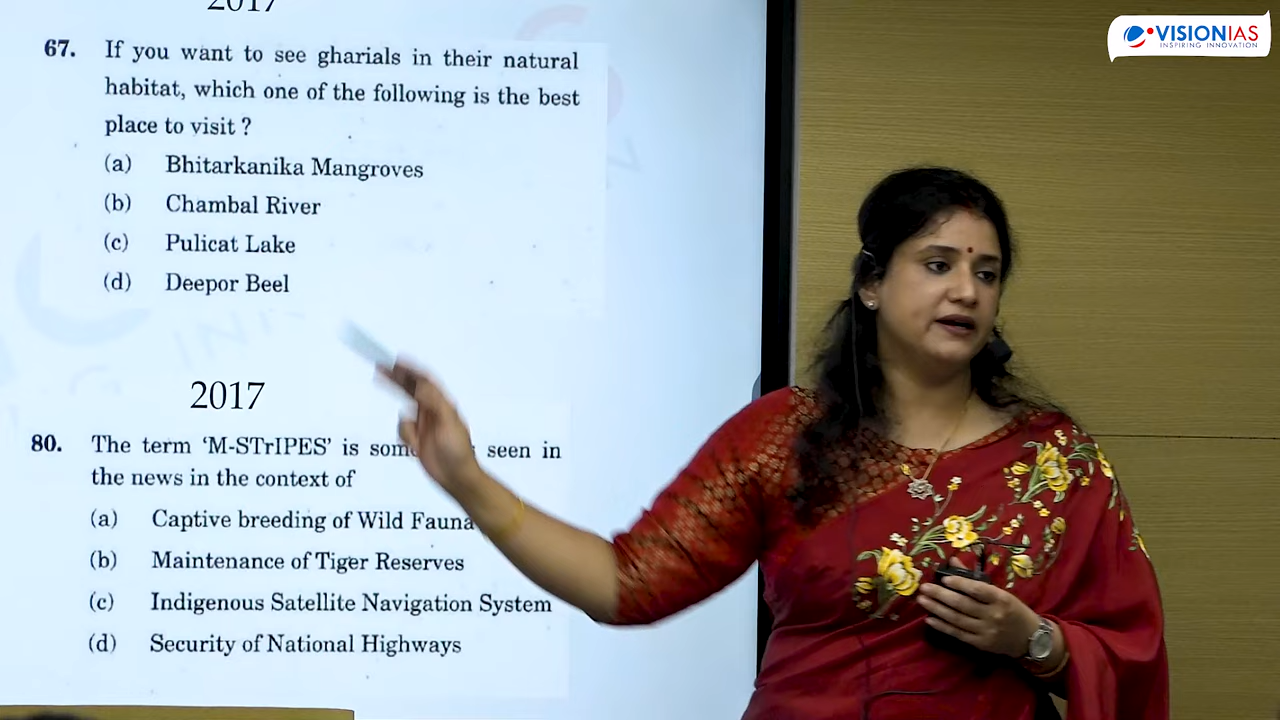 2017
67. If you want to see gharials in their natural
habitat, which one of the following is the best
place to visit ?
(a) Bhitarkanika Mangroves
(b) Chambal River
(c) Pulicat Lake
(d) Deepor Beel
2017
80. The term ‘M-STrIPES’ is seen in
the news in the context of
(a) Captive breeding of Wild Fauna
(b) Maintenance of Tiger Reserves
(c) Indigenous Satellite Navigation System
(d) Security of National Highways
VISIONIAS
INSPIRING INNOVATION